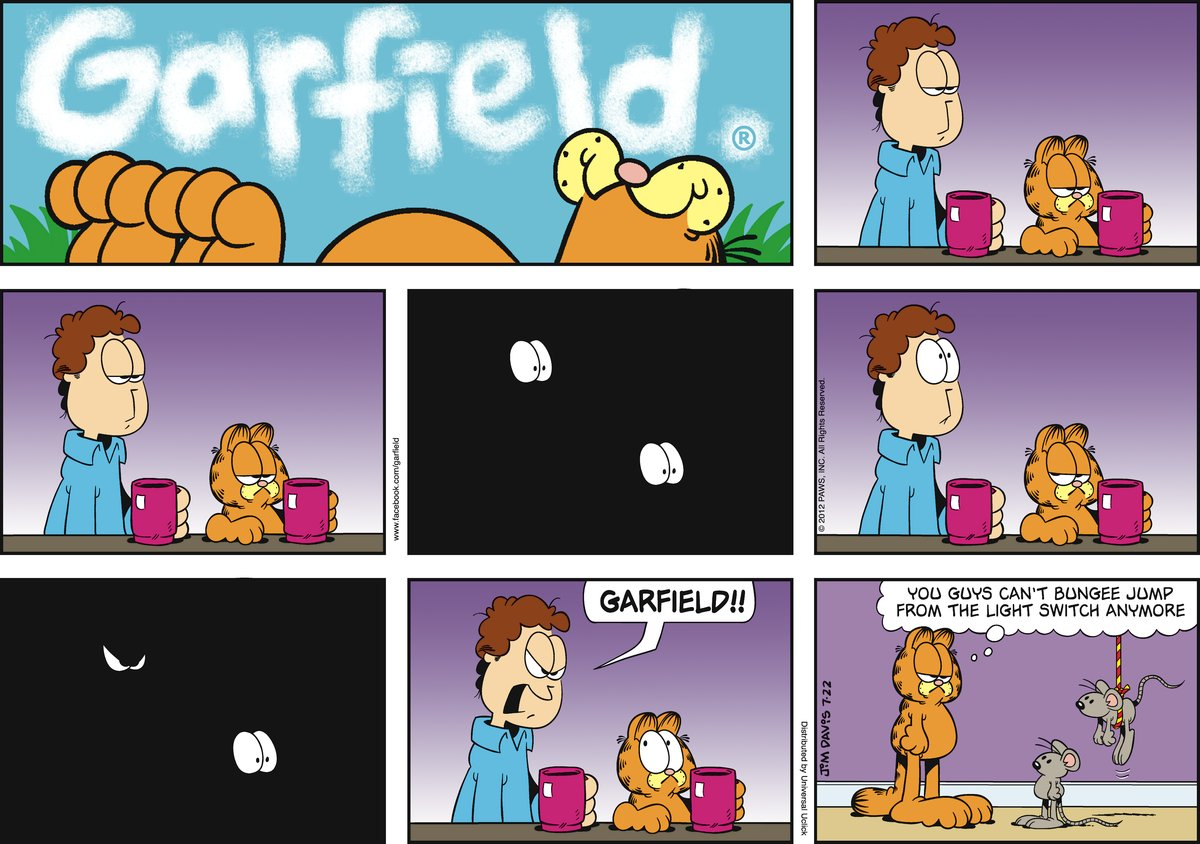 Garfield.®
www.facebook.com/garfield
© 2012 PAWS, INC. All Rights Reserved.
GARFIELD!!
Distributed by Universal Uclick
YOU GUYS CAN'T BUNGEE JUMP
FROM THE LIGHT SWITCH ANYMORE
JIM DAVIS 7·22